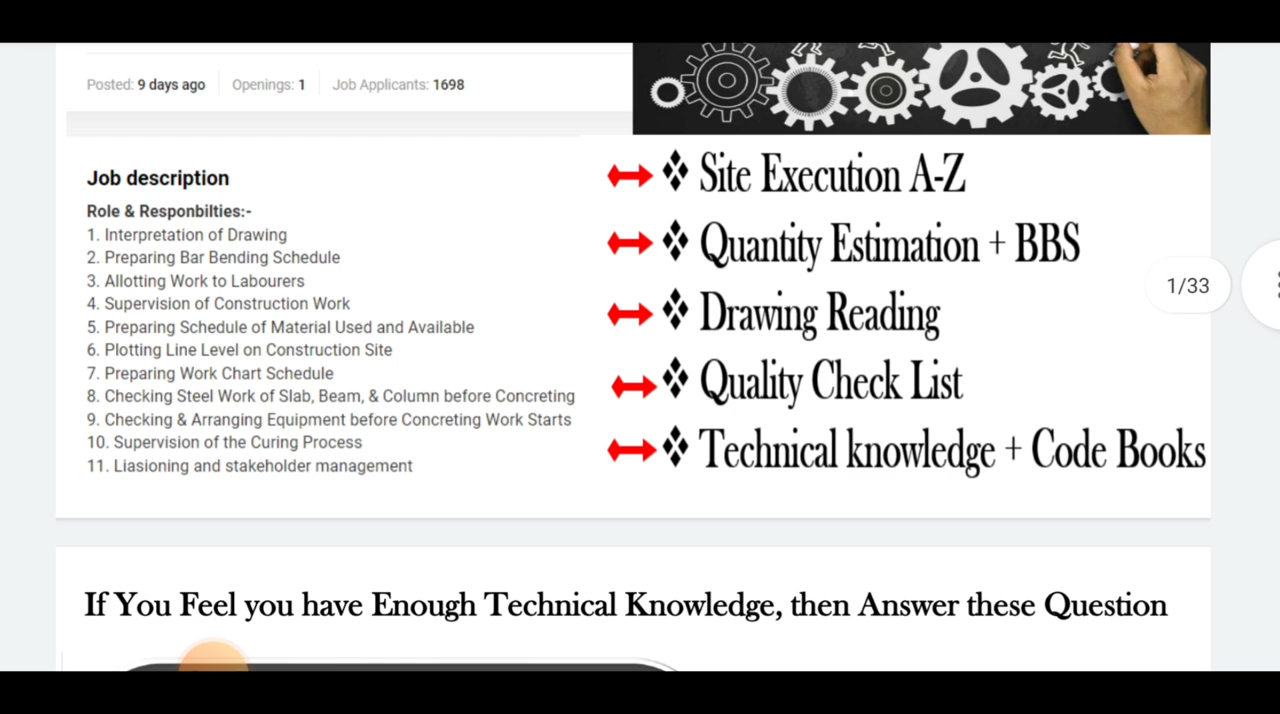 Posted: 9 days ago Openings: 1 Job Applicants: 1698
Job description
Role & Responbilties:-
1. Interpretation of Drawing
2. Preparing Bar Bending Schedule
3. Allotting Work to Labourers
4. Supervision of Construction Work
5. Preparing Schedule of Material Used and Available
6. Plotting Line Level on Construction Site
7. Preparing Work Chart Schedule
8. Checking Steel Work of Slab, Beam, & Column before Concreting
9. Checking & Arranging Equipment before Concreting Work Starts
10. Supervision of the Curing Process
11. Liasioning and stakeholder management
Site Execution A-Z
Quantity Estimation + BBS
Drawing Reading
Quality Check List
Technical knowledge + Code Books
1/33
If You Feel you have Enough Technical Knowledge, then Answer these Question